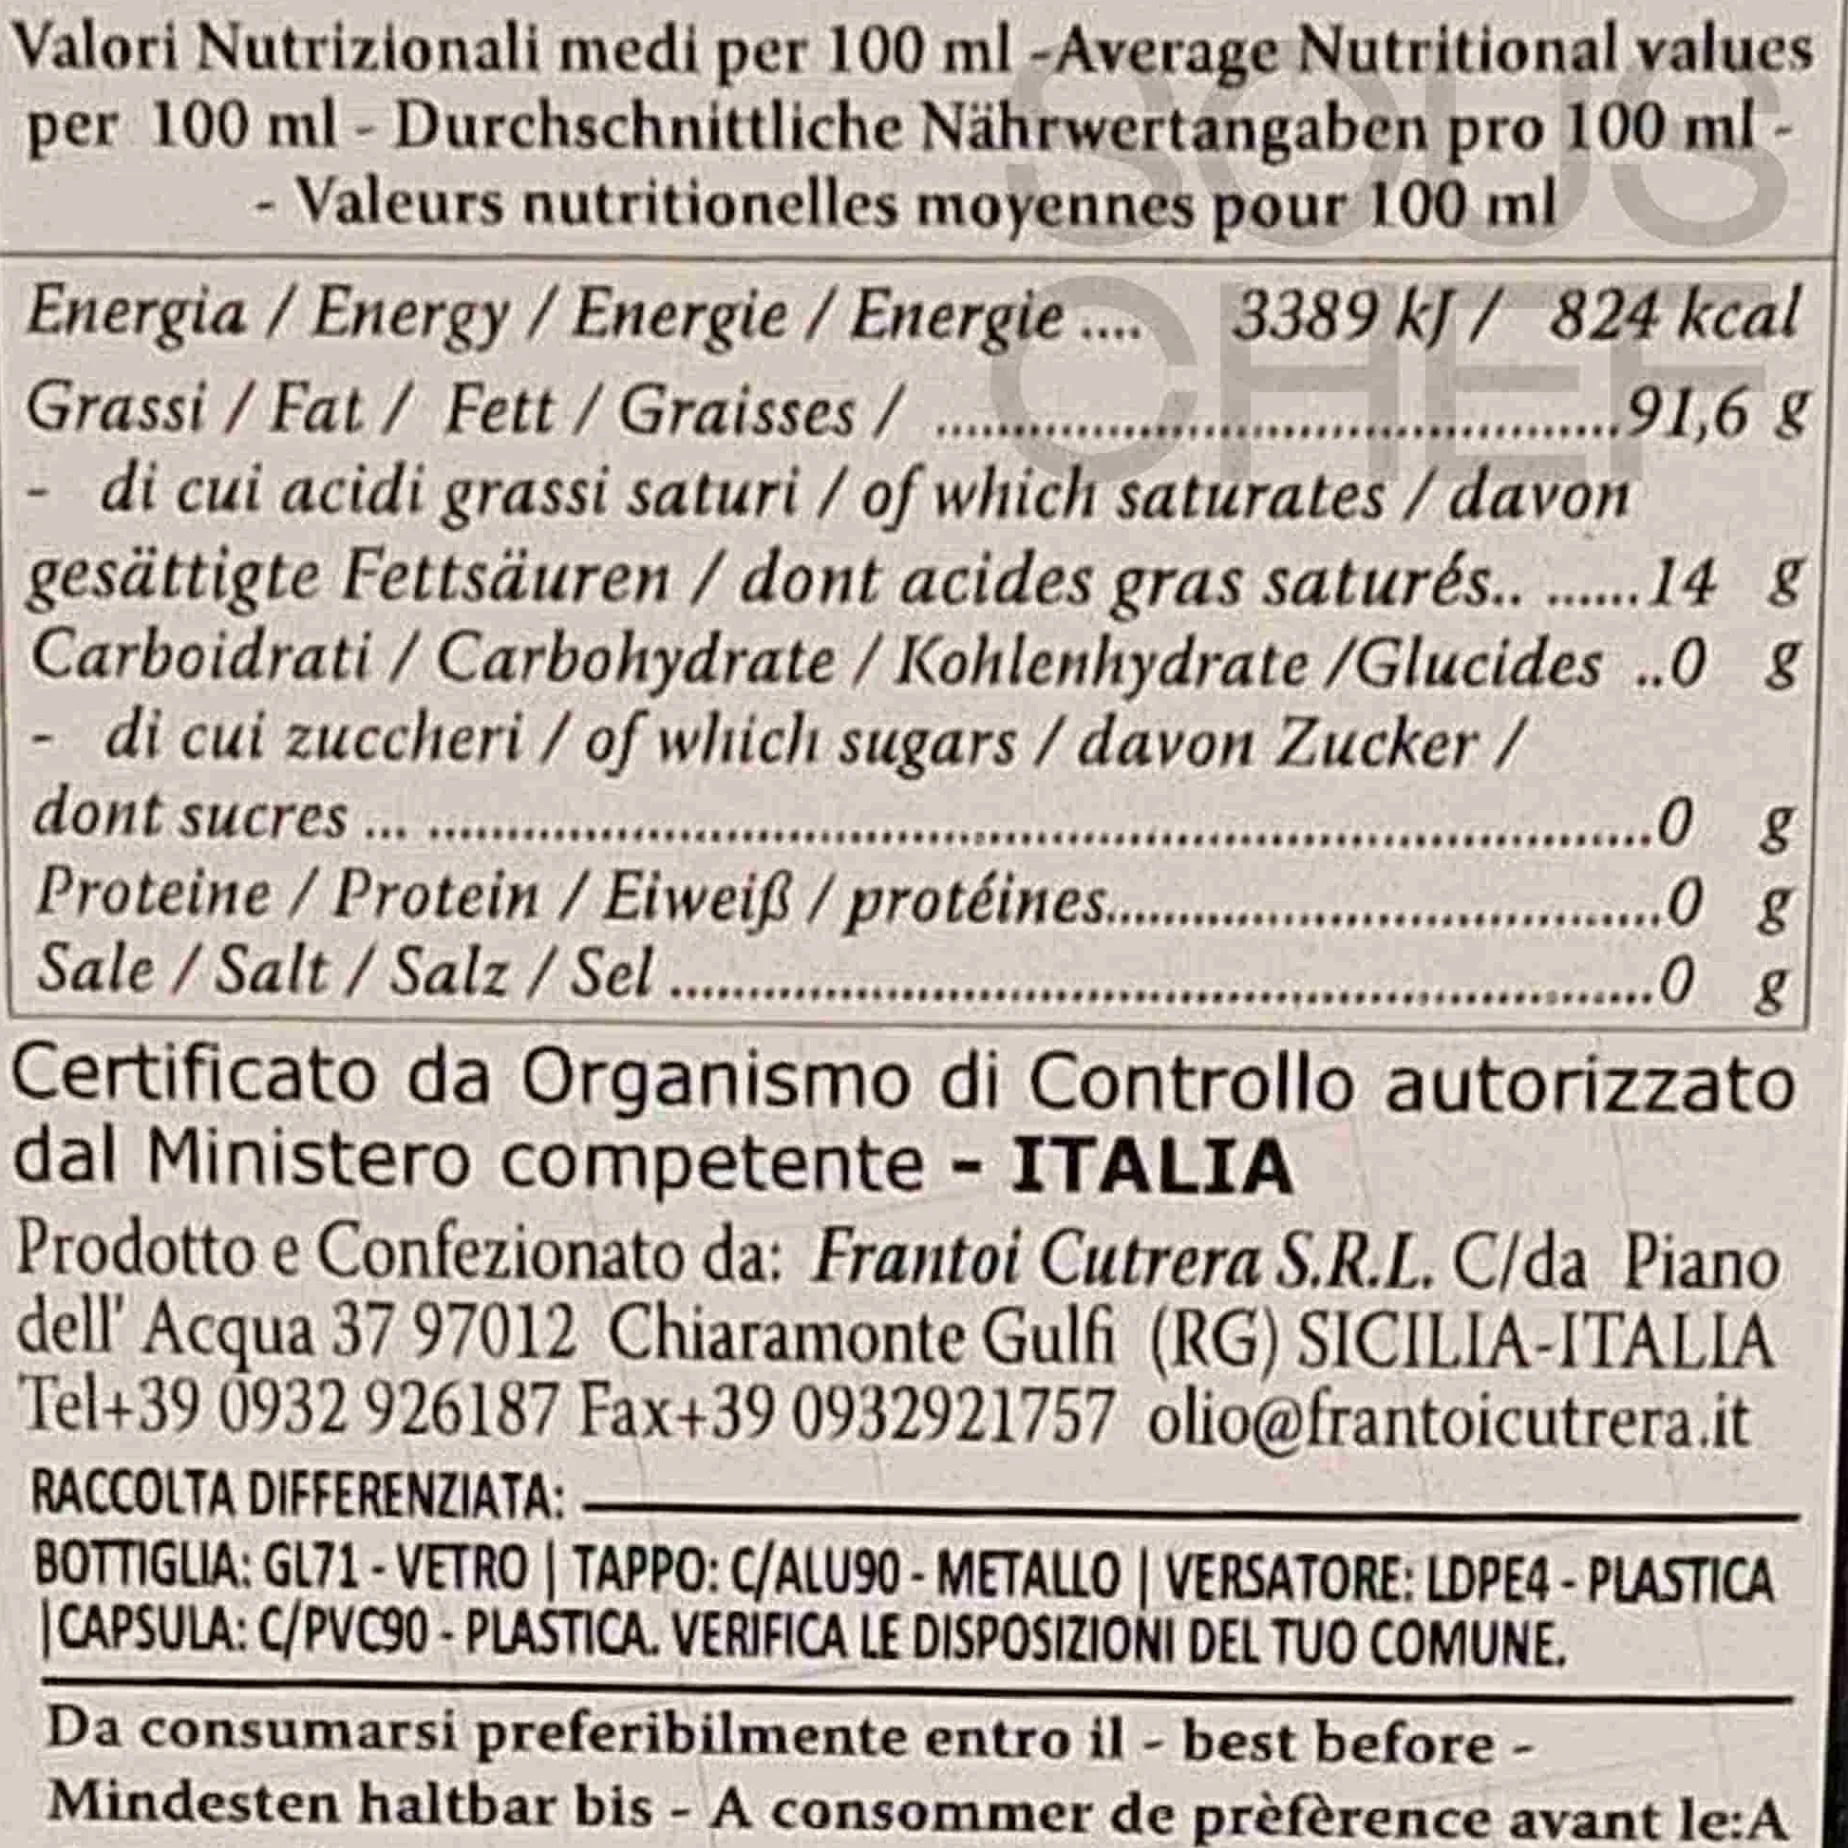 Valori Nutrizionali medi per 100 ml -Average Nutritional values
per 100 ml - Durchschnittliche Nährwertangaben pro 100 ml -
- Valeurs nutritionelles moyennes pour 100 ml
SOUS
CHEF
Energia / Energy / Energie / Energie .... 3389 kJ / 824 kcal
Grassi / Fat / Fett / Graisses / ............................................91,6 g
- di cui acidi grassi saturi / of which saturates / davon
gesättigte Fettsäuren / dont acides gras saturés.. ......14 g
Carboidrati / Carbohydrate / Kohlenhydrate /Glucides ..0 g
- di cui zuccheri / of which sugars / davon Zucker /
dont sucres ... ................................................................................0 g
Proteine / Protein / Eiweiß / protéines....................................0 g
Sale / Salt / Salz / Sel ................................................................0 g
Certificato da Organismo di Controllo autorizzato
dal Ministero competente - ITALIA
Prodotto e Confezionato da: Frantoi Cutrera S.R.L. C/da Piano
dell' Acqua 37 97012 Chiaramonte Gulfi (RG) SICILIA-ITALIA
Tel+39 0932 926187 Fax+39 0932921757 olio@frantoicutrera.it
RACCOLTA DIFFERENZIATA:
BOTTIGLIA: GL71 - VETRO | TAPPO: C/ALU90 - METALLO | VERSATORE: LDPE4 - PLASTICA
|CAPSULA: C/PVC90 - PLASTICA. VERIFICA LE DISPOSIZIONI DEL TUO COMUNE.
Da consumarsi preferibilmente entro il - best before -
Mindesten haltbar bis - A consommer de prèfèrence avant le:A